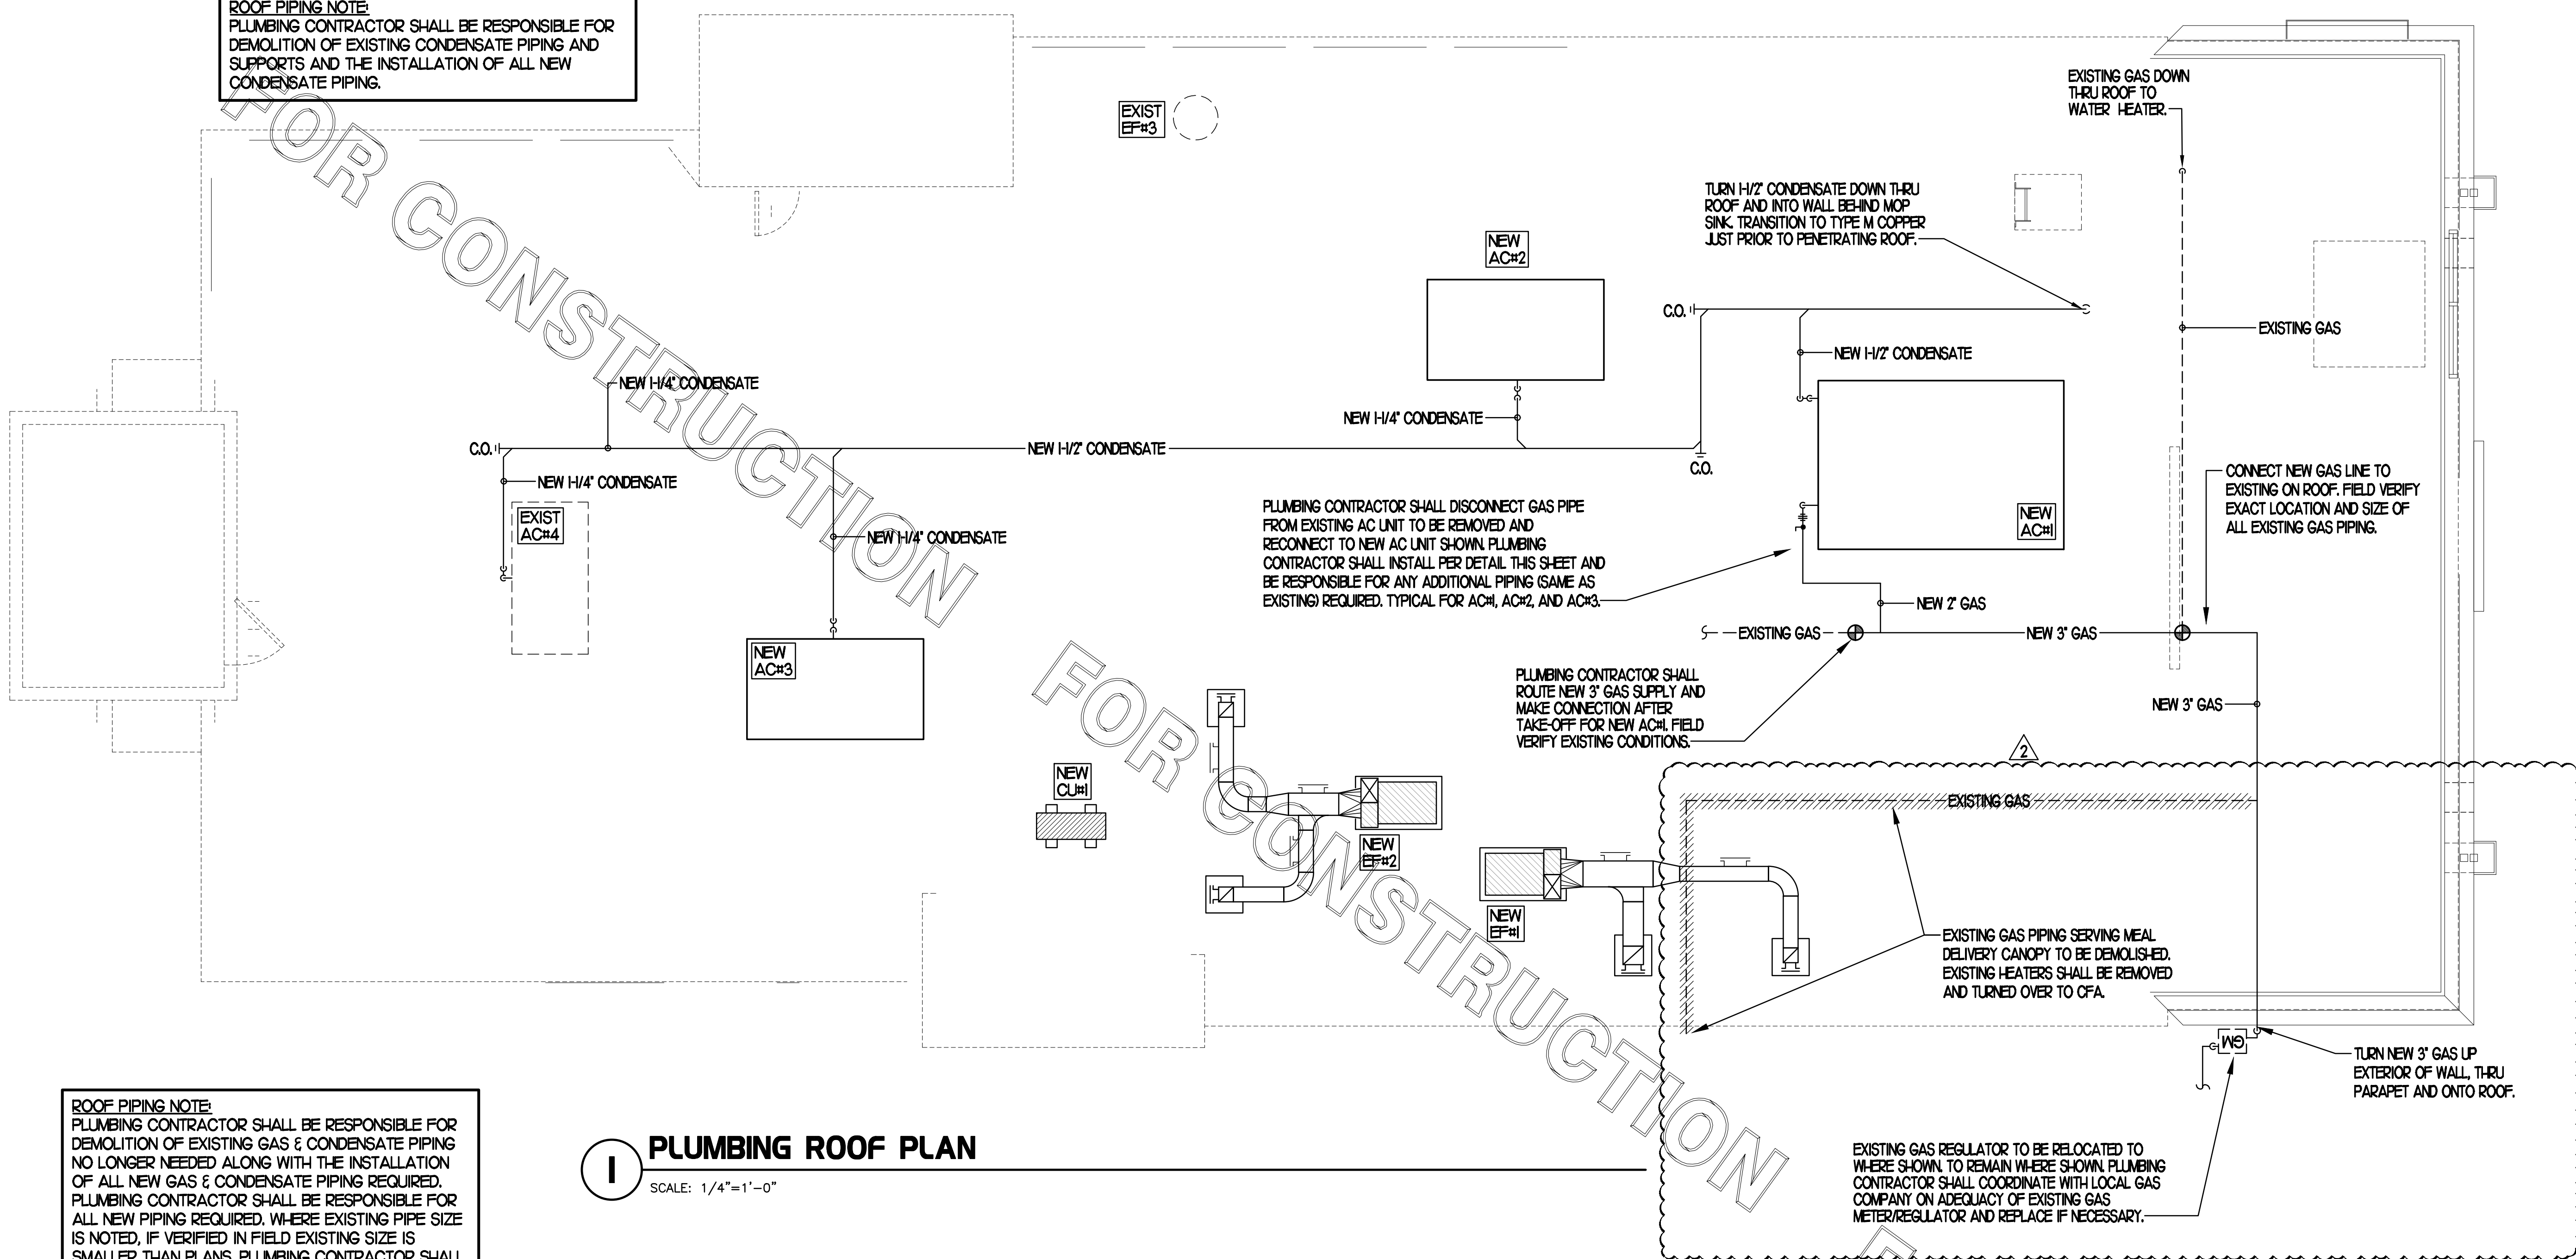 ROOF PIPING NOTE:
PLUMBING CONTRACTOR SHALL BE RESPONSIBLE FOR
DEMOLITION OF EXISTING CONDENSATE PIPING AND
SUPPORTS AND THE INSTALLATION OF ALL NEW
CONDENSATE PIPING.
FOR CONSTRUCTION
EXIST
EF#3
EXISTING GAS DOWN
THRU ROOF TO
WATER HEATER.
TURN 1-1/2" CONDENSATE DOWN THRU
ROOF AND INTO WALL BEHIND MOP
SINK. TRANSITION TO TYPE M COPPER
JUST PRIOR TO PENETRATING ROOF.
NEW
AC#2
C.O.
EXISTING GAS
NEW 1-1/2" CONDENSATE
NEW 1-1/4" CONDENSATE
NEW 1-1/4" CONDENSATE
C.O.
NEW 1-1/2" CONDENSATE
C.O.
NEW 1-1/4" CONDENSATE
EXIST
AC#4
NEW 1-1/4" CONDENSATE
PLUMBING CONTRACTOR SHALL DISCONNECT GAS PIPE
FROM EXISTING AC UNIT TO BE REMOVED AND
RECONNECT TO NEW AC UNIT SHOWN. PLUMBING
CONTRACTOR SHALL INSTALL PER DETAIL THIS SHEET AND
BE RESPONSIBLE FOR ANY ADDITIONAL PIPING (SAME AS
EXISTING) REQUIRED. TYPICAL FOR AC#1, AC#2, AND AC#3.
NEW
AC#1
CONNECT NEW GAS LINE TO
EXISTING ON ROOF. FIELD VERIFY
EXACT LOCATION AND SIZE OF
ALL EXISTING GAS PIPING.
NEW 2" GAS
EXISTING GAS
NEW 3" GAS
NEW
AC#3
PLUMBING CONTRACTOR SHALL
ROUTE NEW 3" GAS SUPPLY AND
MAKE CONNECTION AFTER
TAKE-OFF FOR NEW AC#1. FIELD
VERIFY EXISTING CONDITIONS.
NEW 3" GAS
2
FOR CONSTRUCTION
NEW
CU#1
EXISTING GAS
NEW
EF#2
NEW
EF#1
EXISTING GAS PIPING SERVING MEAL
DELIVERY CANOPY TO BE DEMOLISHED.
EXISTING HEATERS SHALL BE REMOVED
AND TURNED OVER TO CFA.
GM
TURN NEW 3" GAS UP
EXTERIOR OF WALL, THRU
PARAPET AND ONTO ROOF.
EXISTING GAS REGULATOR TO BE RELOCATED TO
WHERE SHOWN. TO REMAIN WHERE SHOWN. PLUMBING
CONTRACTOR SHALL COORDINATE WITH LOCAL GAS
COMPANY ON ADEQUACY OF EXISTING GAS
METER/REGULATOR AND REPLACE IF NECESSARY.
ROOF PIPING NOTE:
PLUMBING CONTRACTOR SHALL BE RESPONSIBLE FOR
DEMOLITION OF EXISTING GAS & CONDENSATE PIPING
NO LONGER NEEDED ALONG WITH THE INSTALLATION
OF ALL NEW GAS & CONDENSATE PIPING REQUIRED.
PLUMBING CONTRACTOR SHALL BE RESPONSIBLE FOR
ALL NEW PIPING REQUIRED. WHERE EXISTING PIPE SIZE
IS NOTED, IF VERIFIED IN FIELD EXISTING SIZE IS
SMALLER THAN PLANS, PLUMBING CONTRACTOR SHALL
1
PLUMBING ROOF PLAN
SCALE: 1/4"=1'-0"